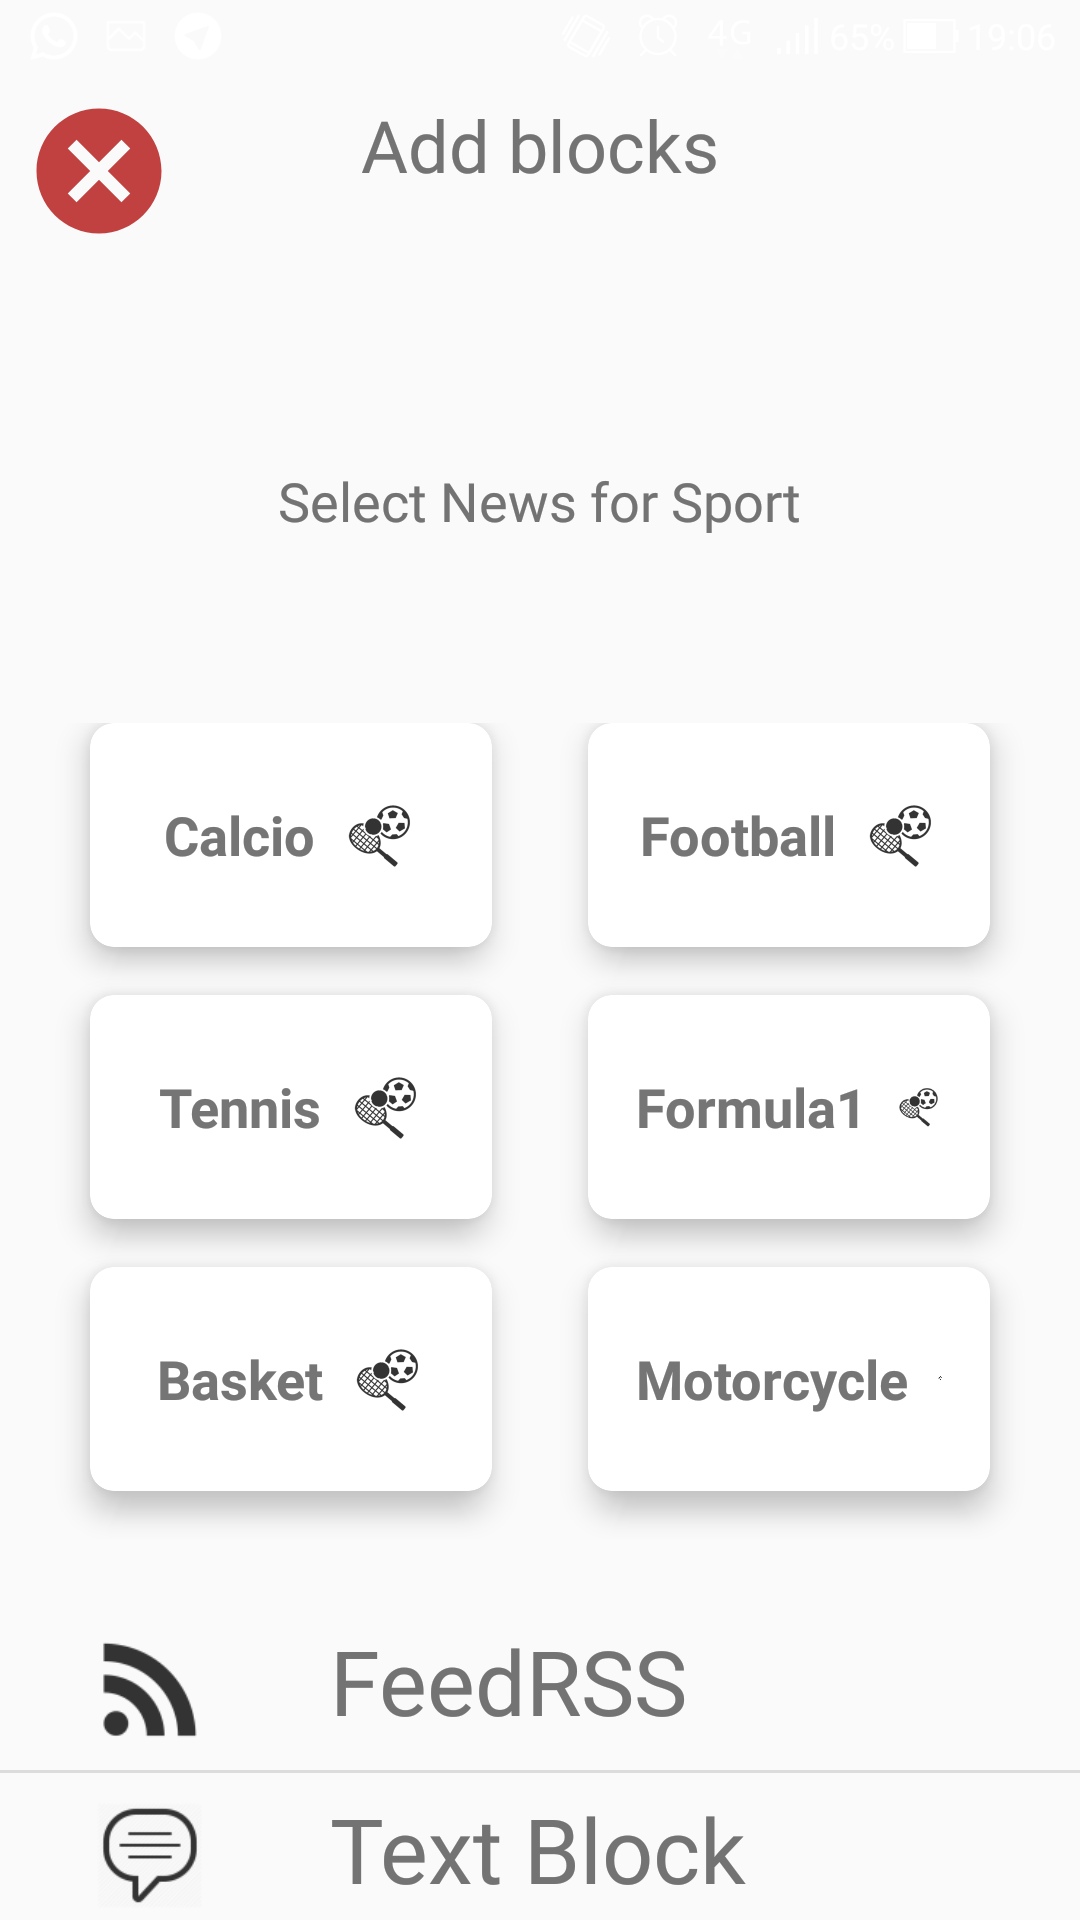 4G 65% 19:06
Add blocks
Select News for Sport
Calcio
Football
Tennis
Formula1
Basket
Motorcycle
FeedRSS
Text Block